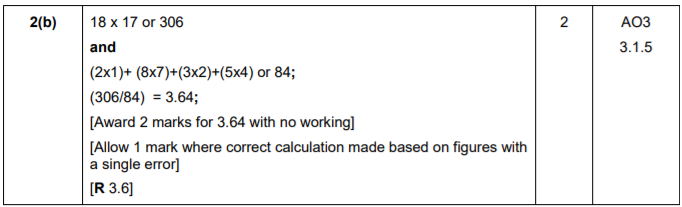 2(b) 18 x 17 or 306 2 AO3
and 3.1.5
(2x1)+ (8x7)+(3x2)+(5x4) or 84;
(306/84) = 3.64;
[Award 2 marks for 3.64 with no working]
[Allow 1 mark where correct calculation made based on figures with
a single error]
[R 3.6]